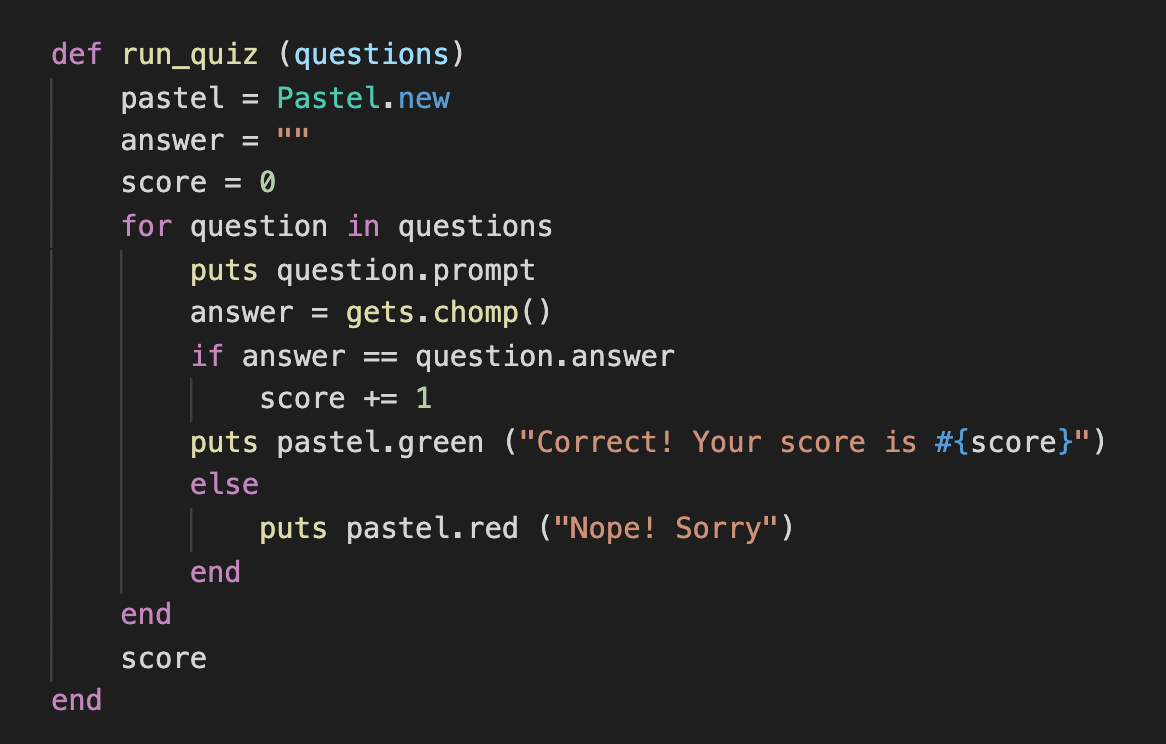 def run_quiz (questions)
    pastel = Pastel.new
    answer = ""
    score = 0
    for question in questions
        puts question.prompt
        answer = gets.chomp()
        if answer == question.answer
            score += 1
        puts pastel.green ("Correct! Your score is #{score}")
        else
            puts pastel.red ("Nope! Sorry")
        end
    end
    score
end